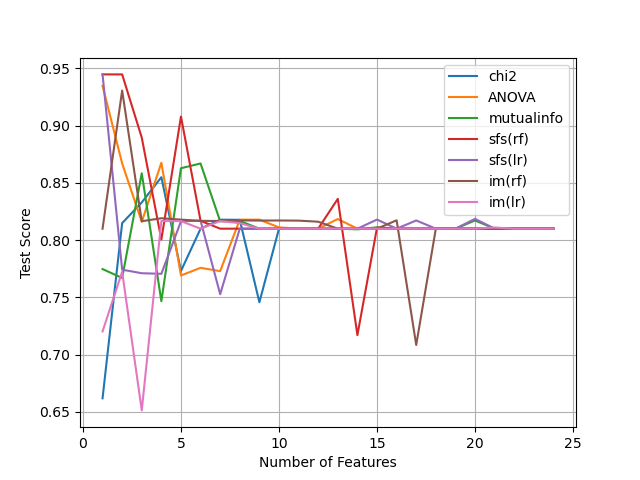 0.95
0.90
0.85
0.80
0.75
0.70
0.65
Test Score
0
5
10
15
20
25
Number of Features
chi2
ANOVA
mutualinfo
sfs(rf)
sfs(lr)
im(rf)
im(lr)